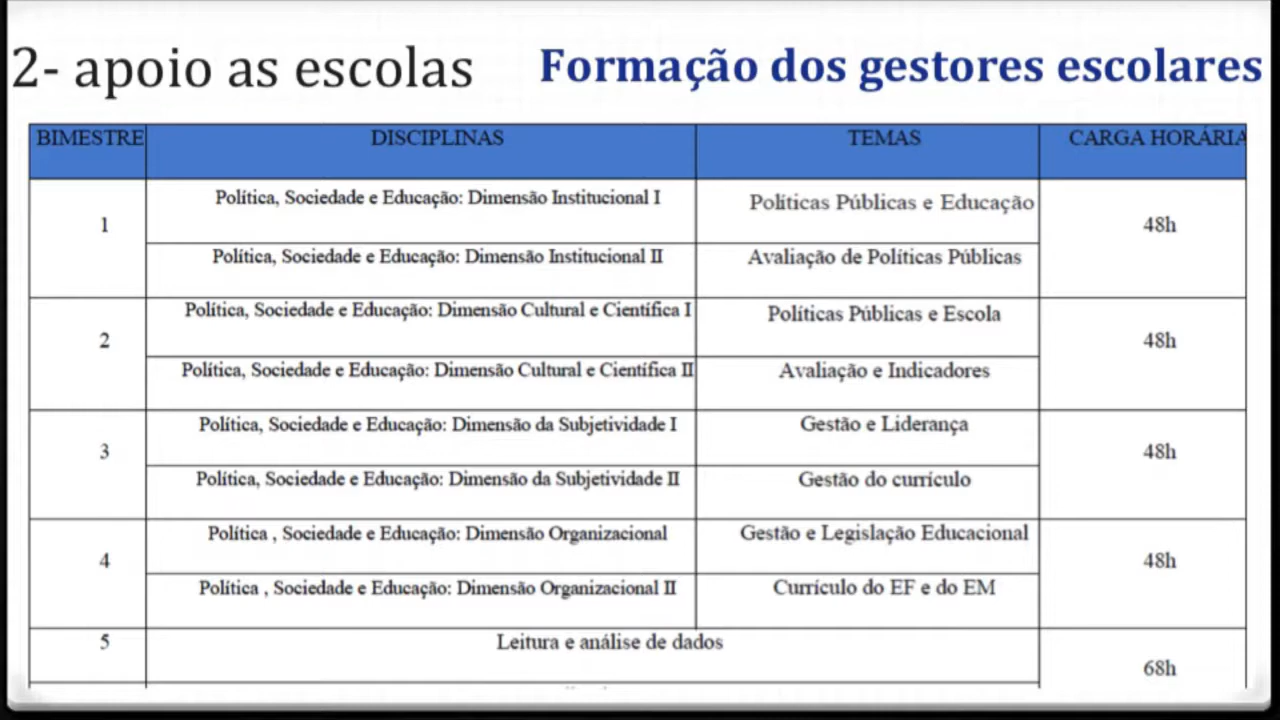 2- apoio as escolas
Formação dos gestores escolares
BIMESTRE DISCIPLINAS TEMAS CARGA HORÁRIA
1 Política, Sociedade e Educação: Dimensão Institucional I Políticas Públicas e Educação 48h
Política, Sociedade e Educação: Dimensão Institucional II Avaliação de Políticas Públicas
2 Política, Sociedade e Educação: Dimensão Cultural e Científica I Políticas Públicas e Escola 48h
Política, Sociedade e Educação: Dimensão Cultural e Científica II Avaliação e Indicadores
3 Política, Sociedade e Educação: Dimensão da Subjetividade I Gestão e Liderança 48h
Política, Sociedade e Educação: Dimensão da Subjetividade II Gestão do currículo
4 Política , Sociedade e Educação: Dimensão Organizacional Gestão e Legislação Educacional 48h
Política , Sociedade e Educação: Dimensão Organizacional II Currículo do EF e do EM
5 Leitura e análise de dados 68h